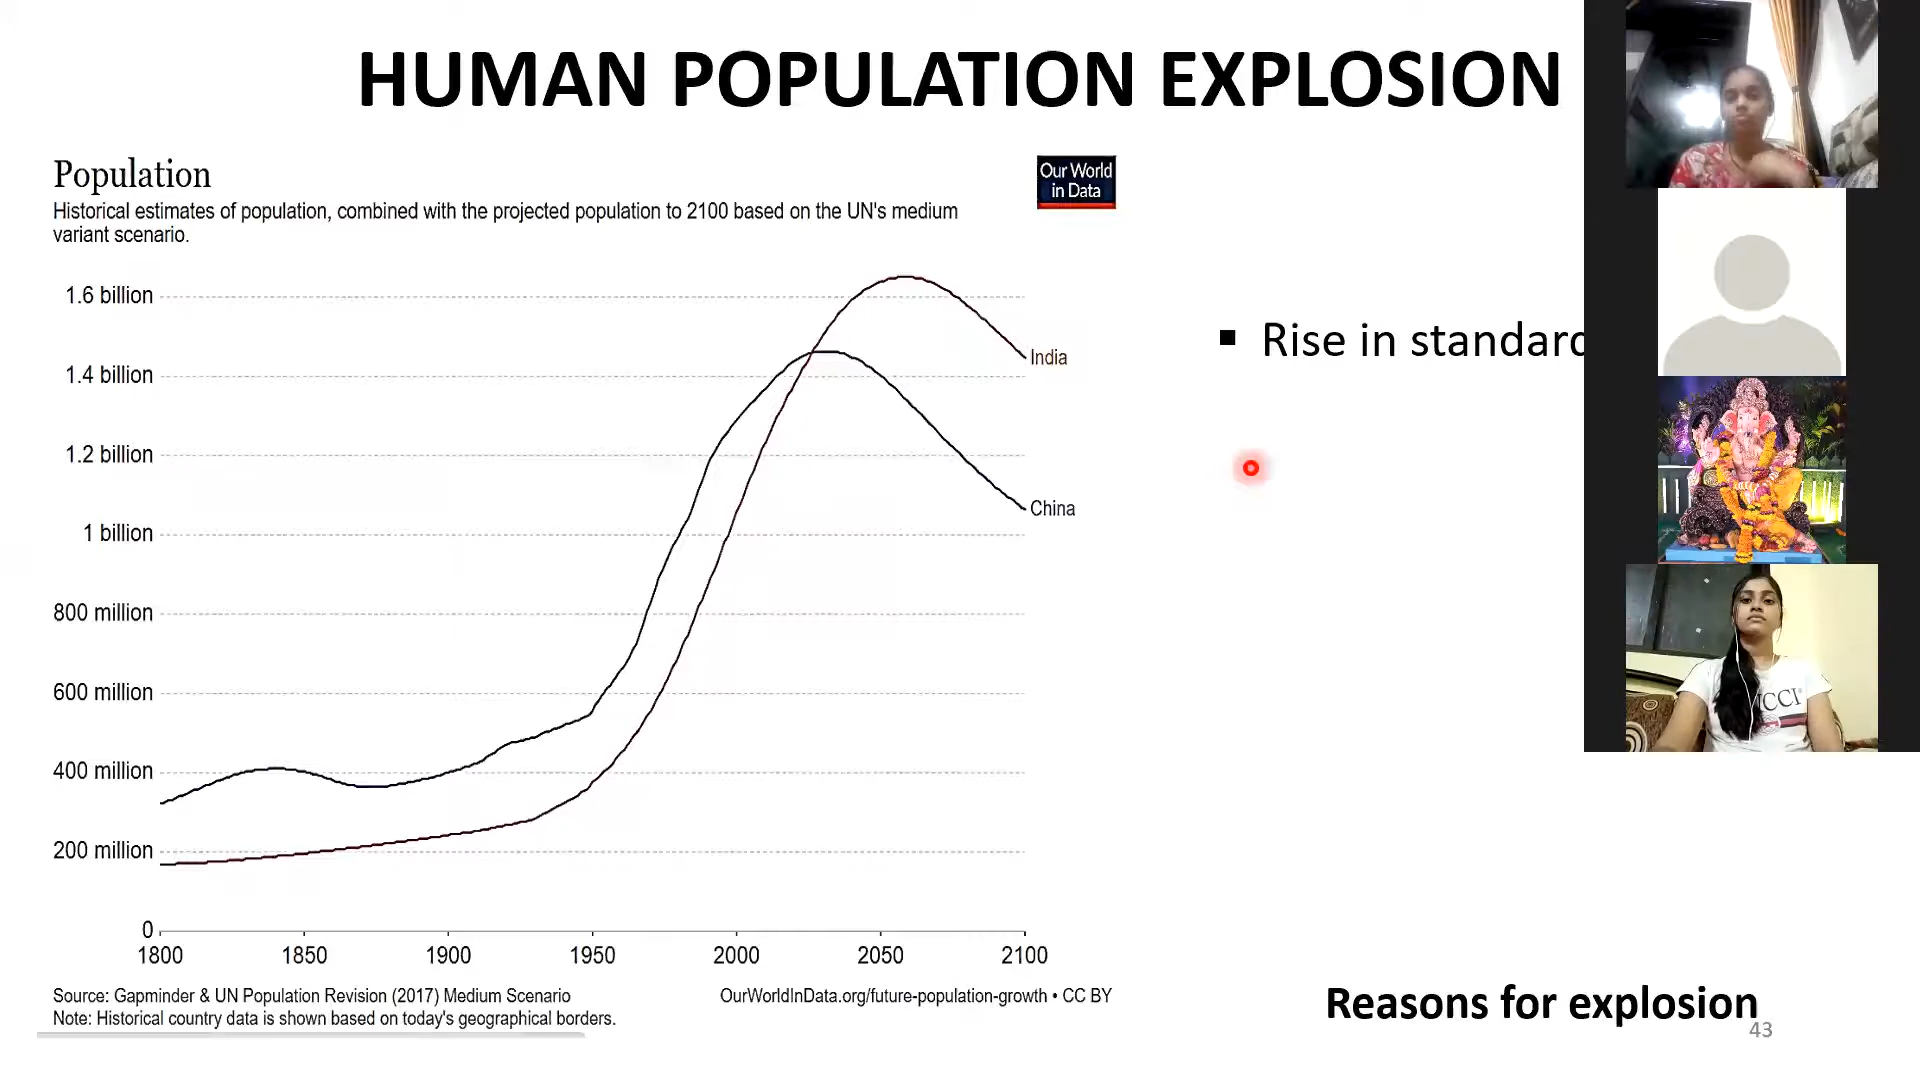 HUMAN POPULATION EXPLOSION
Population
Our World
in Data
Historical estimates of population, combined with the projected population to 2100 based on the UN's medium
variant scenario.
1.6 billion
1.4 billion
1.2 billion
1 billion
800 million
600 million
400 million
200 million
0
India
China
1800 1850 1900 1950 2000 2050 2100
Source: Gapminder & UN Population Revision (2017) Medium Scenario
OurWorldInData.org/future-population-growth • CC BY
Note: Historical country data is shown based on today's geographical borders.
▪ Rise in standard
CCI
Reasons for explosion
43